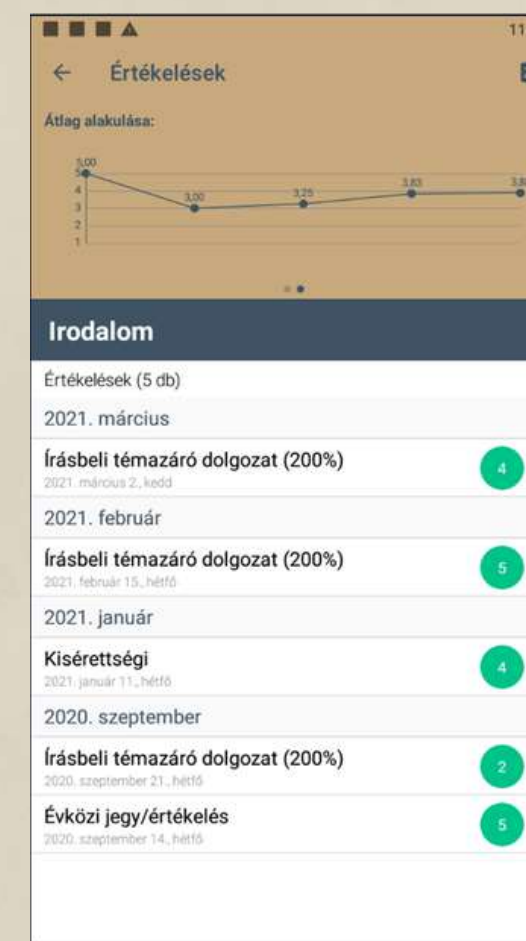 11
Értékelések
Átlag alakulása:
5,00
3,00
3,25
3,83
3,8
5
4
3
2
1
Irodalom
Értékelések (5 db)
2021. március
Írásbeli témazáró dolgozat (200%)
4
2021. március 2., kedd
2021. február
Írásbeli témazáró dolgozat (200%)
5
2021. február 15., hétfő
2021. január
Kisérettségi
4
2021. január 11., hétfő
2020. szeptember
Írásbeli témazáró dolgozat (200%)
2
2020. szeptember 21., hétfő
Évközi jegy/értékelés
5
2020. szeptember 14., hétfő